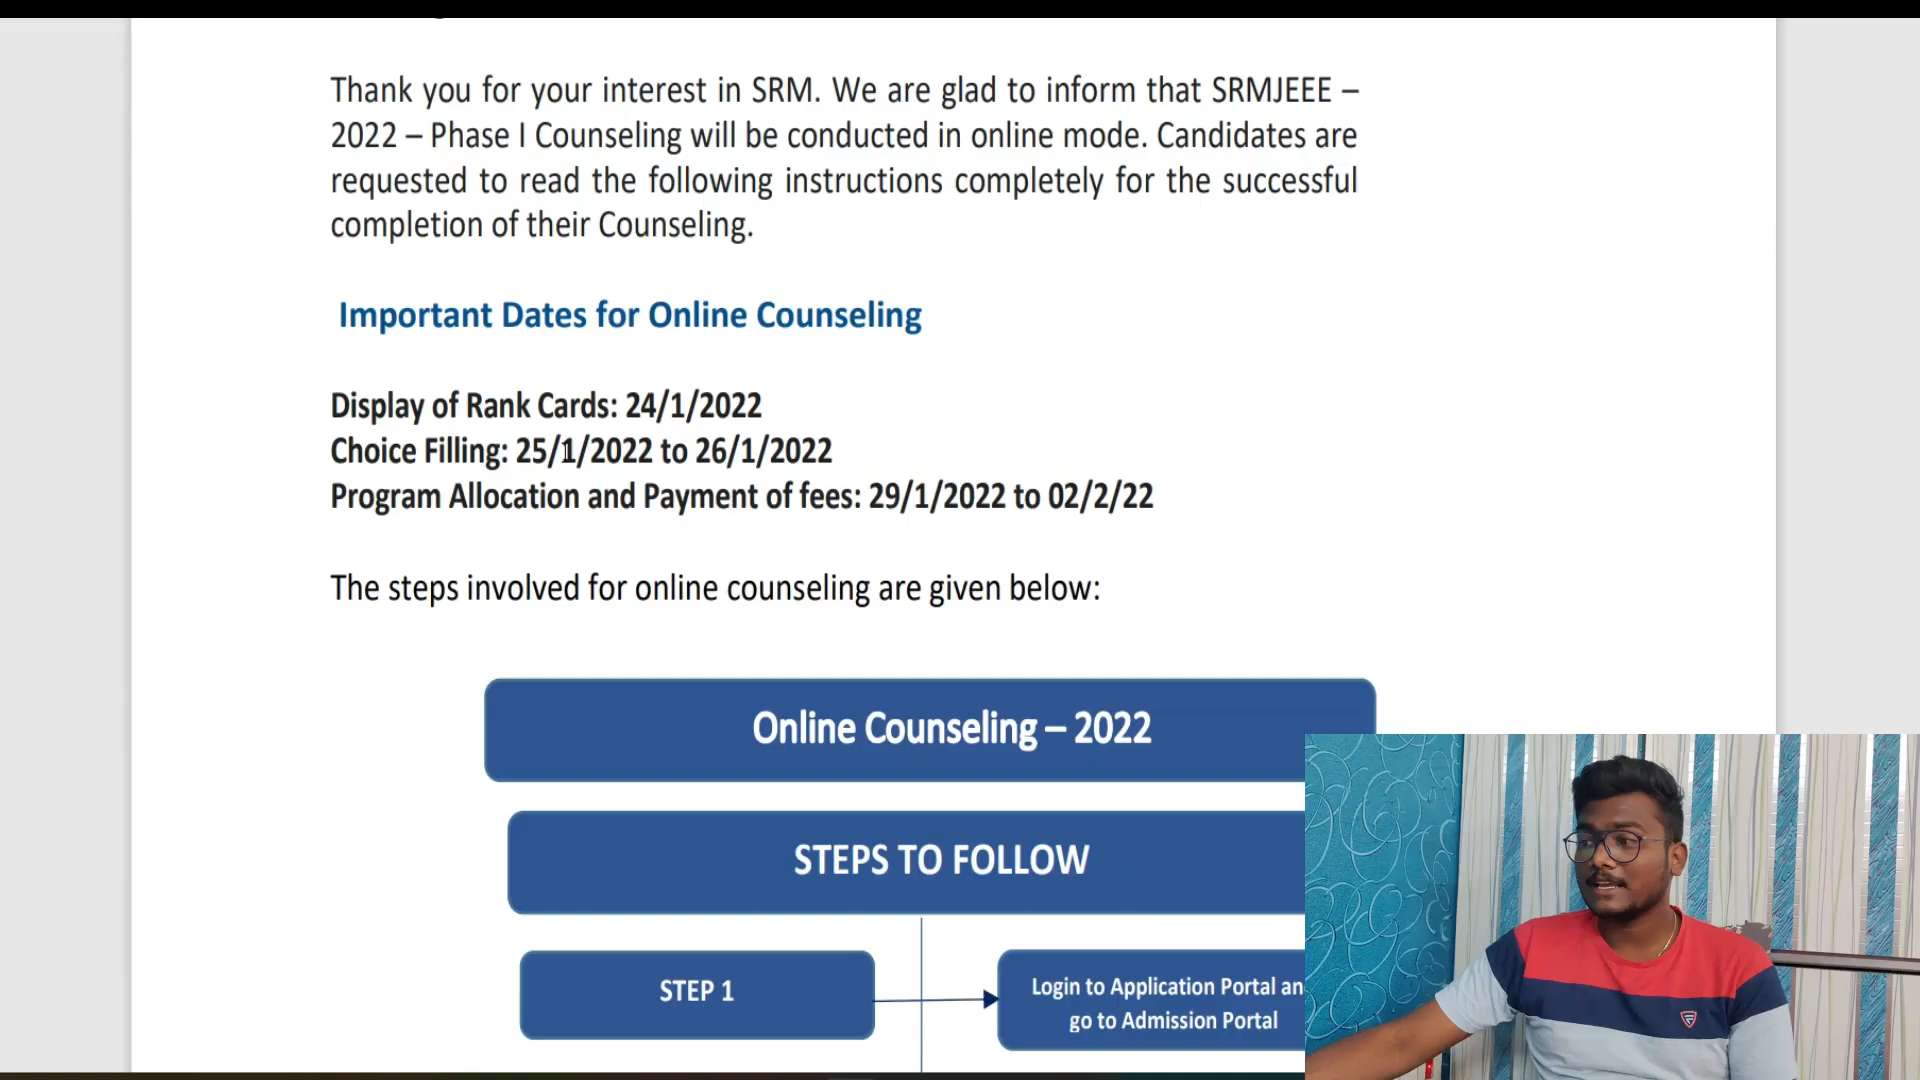 Thank you for your interest in SRM. We are glad to inform that SRMJEEE –
2022 – Phase I Counseling will be conducted in online mode. Candidates are
requested to read the following instructions completely for the successful
completion of their Counseling.
Important Dates for Online Counseling
Display of Rank Cards: 24/1/2022
Choice Filling: 25/1/2022 to 26/1/2022
Program Allocation and Payment of fees: 29/1/2022 to 02/2/22
The steps involved for online counseling are given below:
Online Counseling – 2022
STEPS TO FOLLOW
STEP 1
Login to Application Portal an
go to Admission Portal